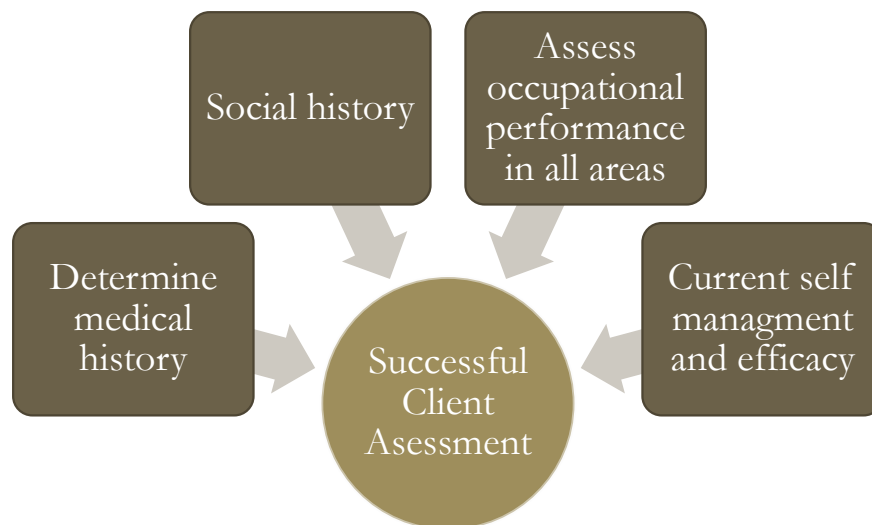 Social history
Assess
occupational
performance
in all areas
Determine
medical
history
Current self
managment
and efficacy
Successful
Client
Asessment